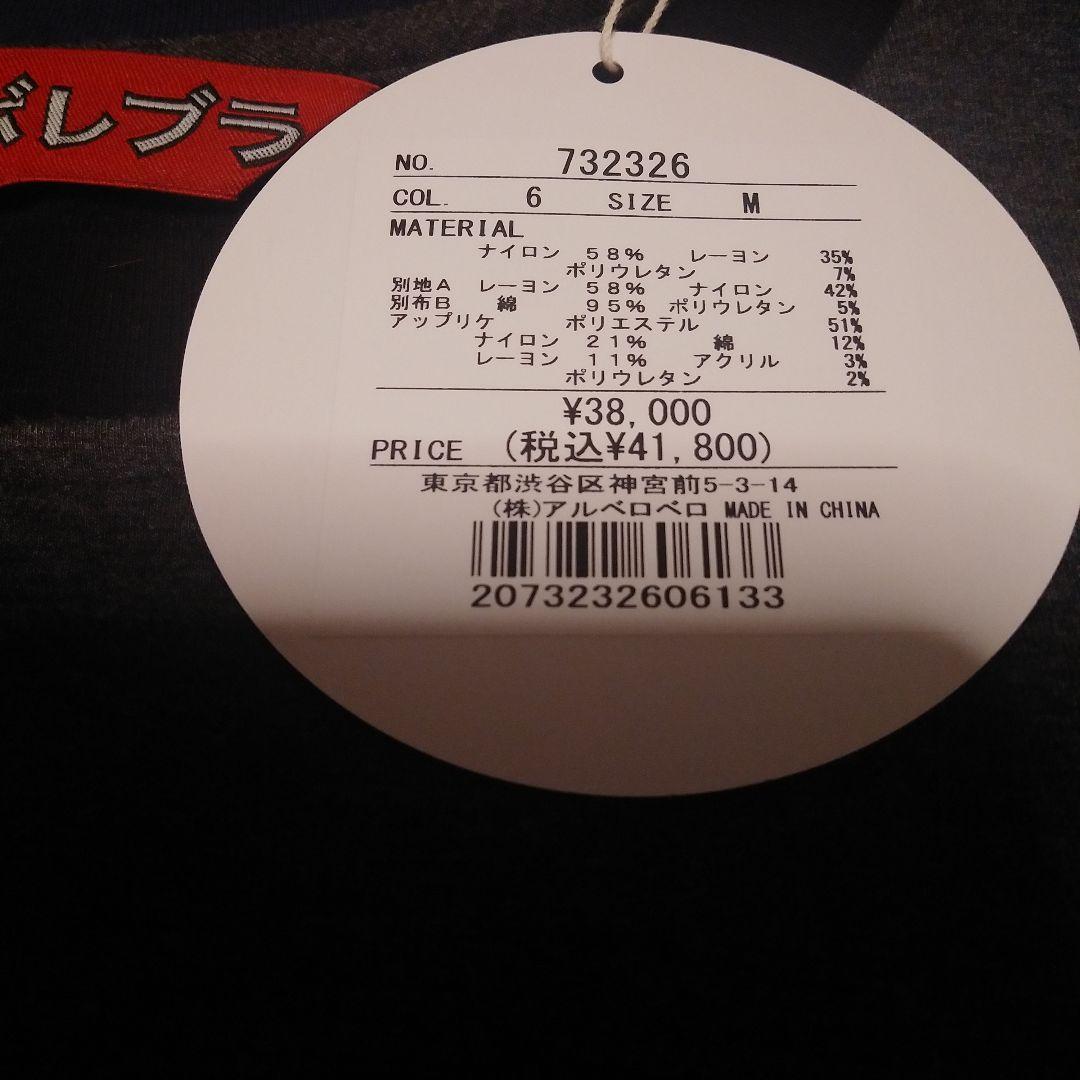 レブラ
NO. 732326
COL. 6 SIZE M
MATERIAL
ナイロン 58% レーヨン 35%
ポリウレタン 7%
別地A レーヨン 58% ナイロン 42%
別布B 綿 95% ポリウレタン 5%
アップリケ ポリエステル 51%
ナイロン 21% 綿 12%
レーヨン 11% アクリル 3%
ポリウレタン 2%
¥38,000
PRICE (税込¥41,800)
東京都渋谷区神宮前5-3-14
(株)アルベロベロ MADE IN CHINA
2073232606133